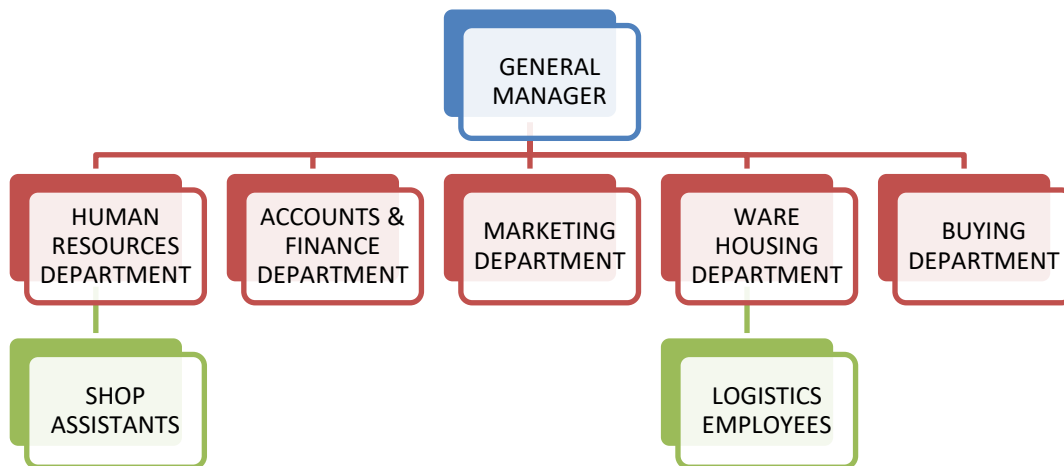 GENERAL
MANAGER
HUMAN
RESOURCES
DEPARTMENT
ACCOUNTS &
FINANCE
DEPARTMENT
MARKETING
DEPARTMENT
WARE
HOUSING
DEPARTMENT
BUYING
DEPARTMENT
SHOP
ASSISTANTS
LOGISTICS
EMPLOYEES